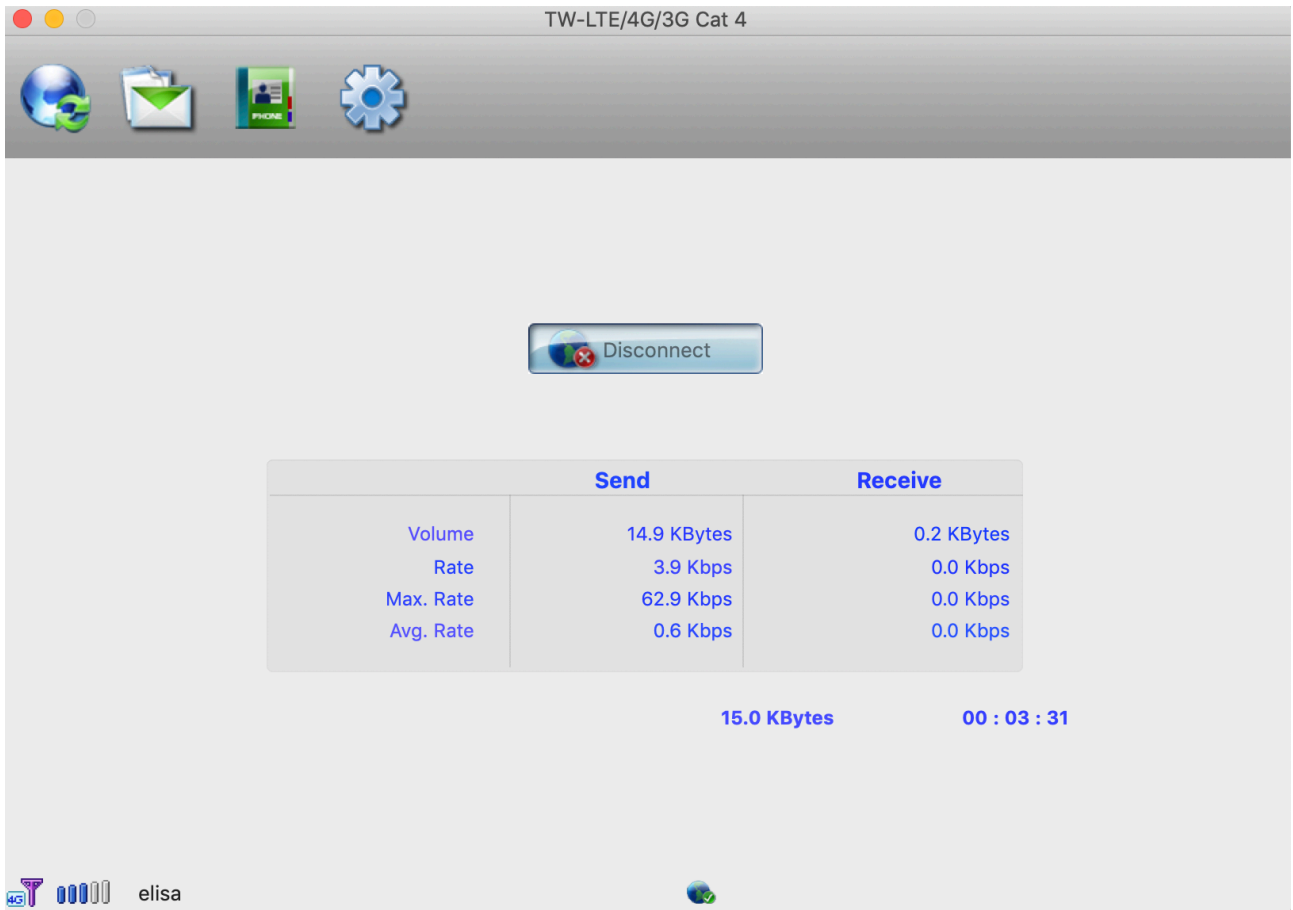 TW-LTE/4G/3G Cat 4
PHONE
Disconnect
Send Receive
Volume 14.9 KBytes 0.2 KBytes
Rate 3.9 Kbps 0.0 Kbps
Max. Rate 62.9 Kbps 0.0 Kbps
Avg. Rate 0.6 Kbps 0.0 Kbps
15.0 KBytes 00 : 03 : 31
4G elisa